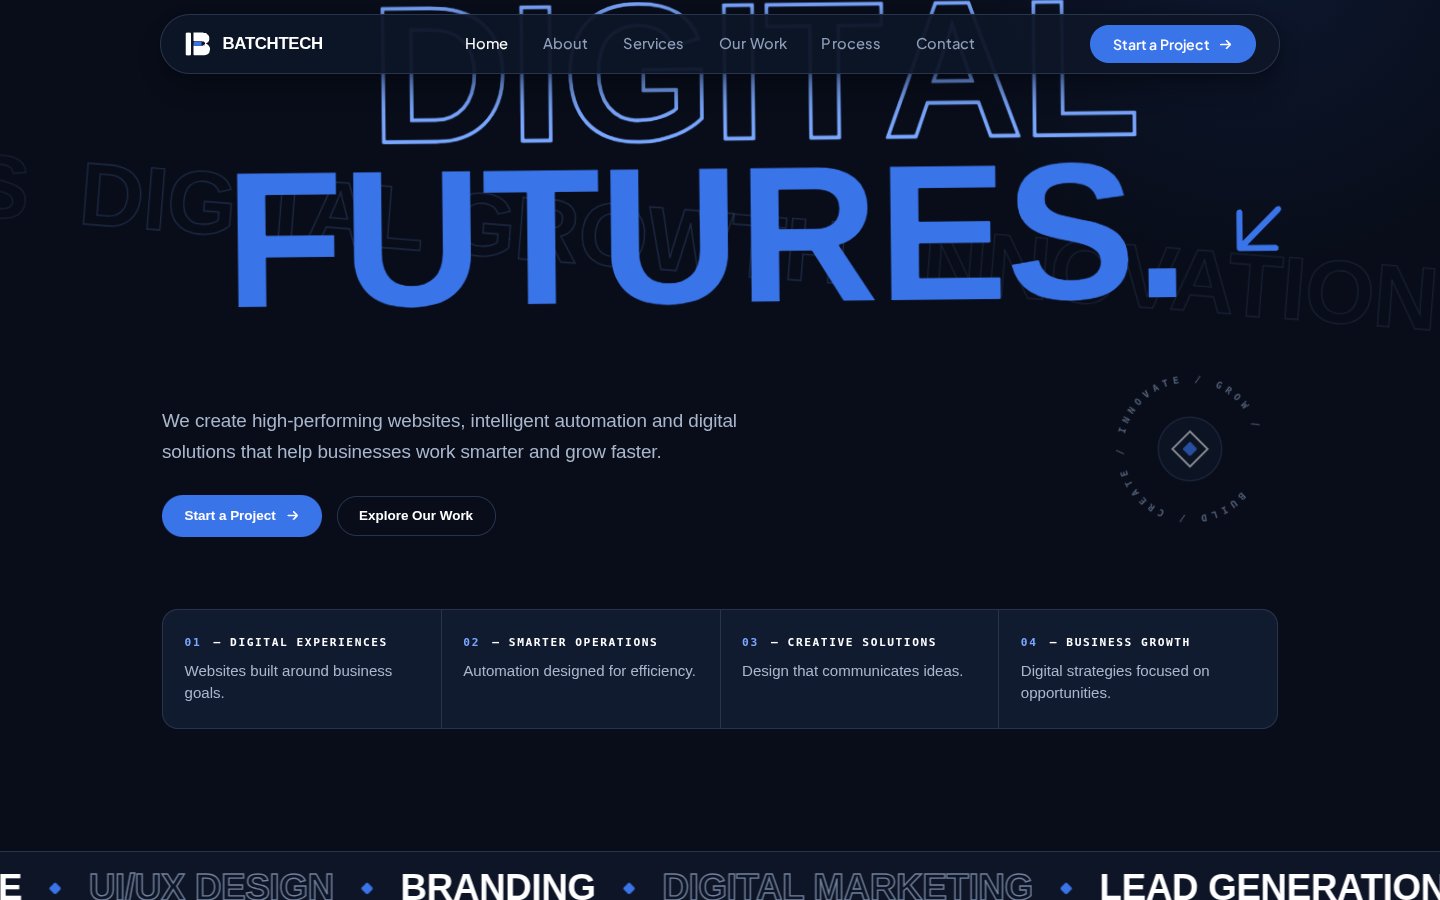 BATCHTECH
Home About Services Our Work Process Contact
Start a Project
DIGITAL
FUTURES.
S DIGITAL GROWTH INNOVATION
We create high-performing websites, intelligent automation and digital
solutions that help businesses work smarter and grow faster.
Start a Project
Explore Our Work
BUILD / CREATE / INNOVATE / GROW /
01 — DIGITAL EXPERIENCES
Websites built around business
goals.
02 — SMARTER OPERATIONS
Automation designed for efficiency.
03 — CREATIVE SOLUTIONS
Design that communicates ideas.
04 — BUSINESS GROWTH
Digital strategies focused on
opportunities.
E UI/UX DESIGN BRANDING DIGITAL MARKETING LEAD GENERATION